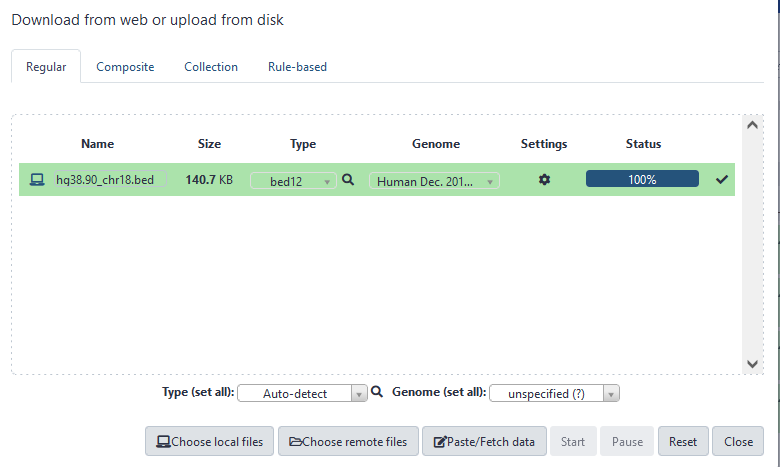 Download from web or upload from disk
Regular Composite Collection Rule-based
Name Size Type Genome Settings Status
hg38.90_chr18.bed 140.7 KB bed12 Human Dec. 201... 100%
Type (set all): Auto-detect Genome (set all): unspecified (?)
Choose local files Choose remote files Paste/Fetch data Start Pause Reset Close